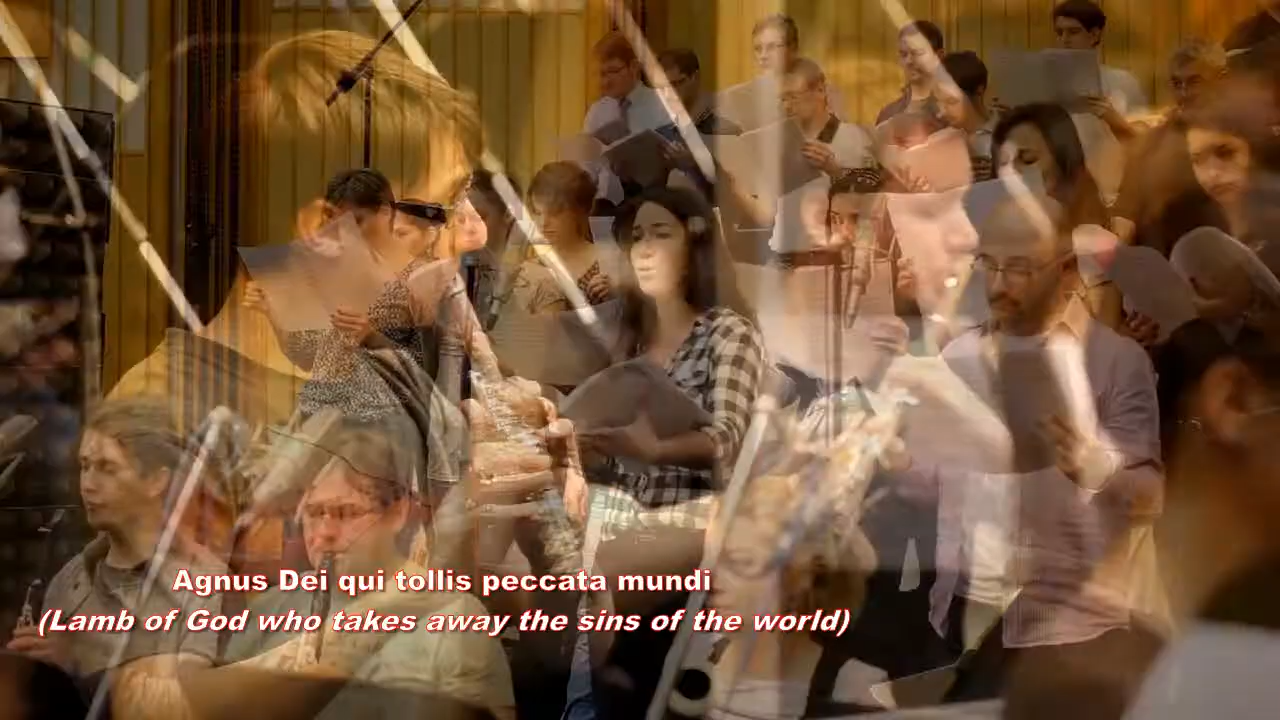 Agnus Dei qui tollis peccata mundi
(Lamb of God who takes away the sins of the world)